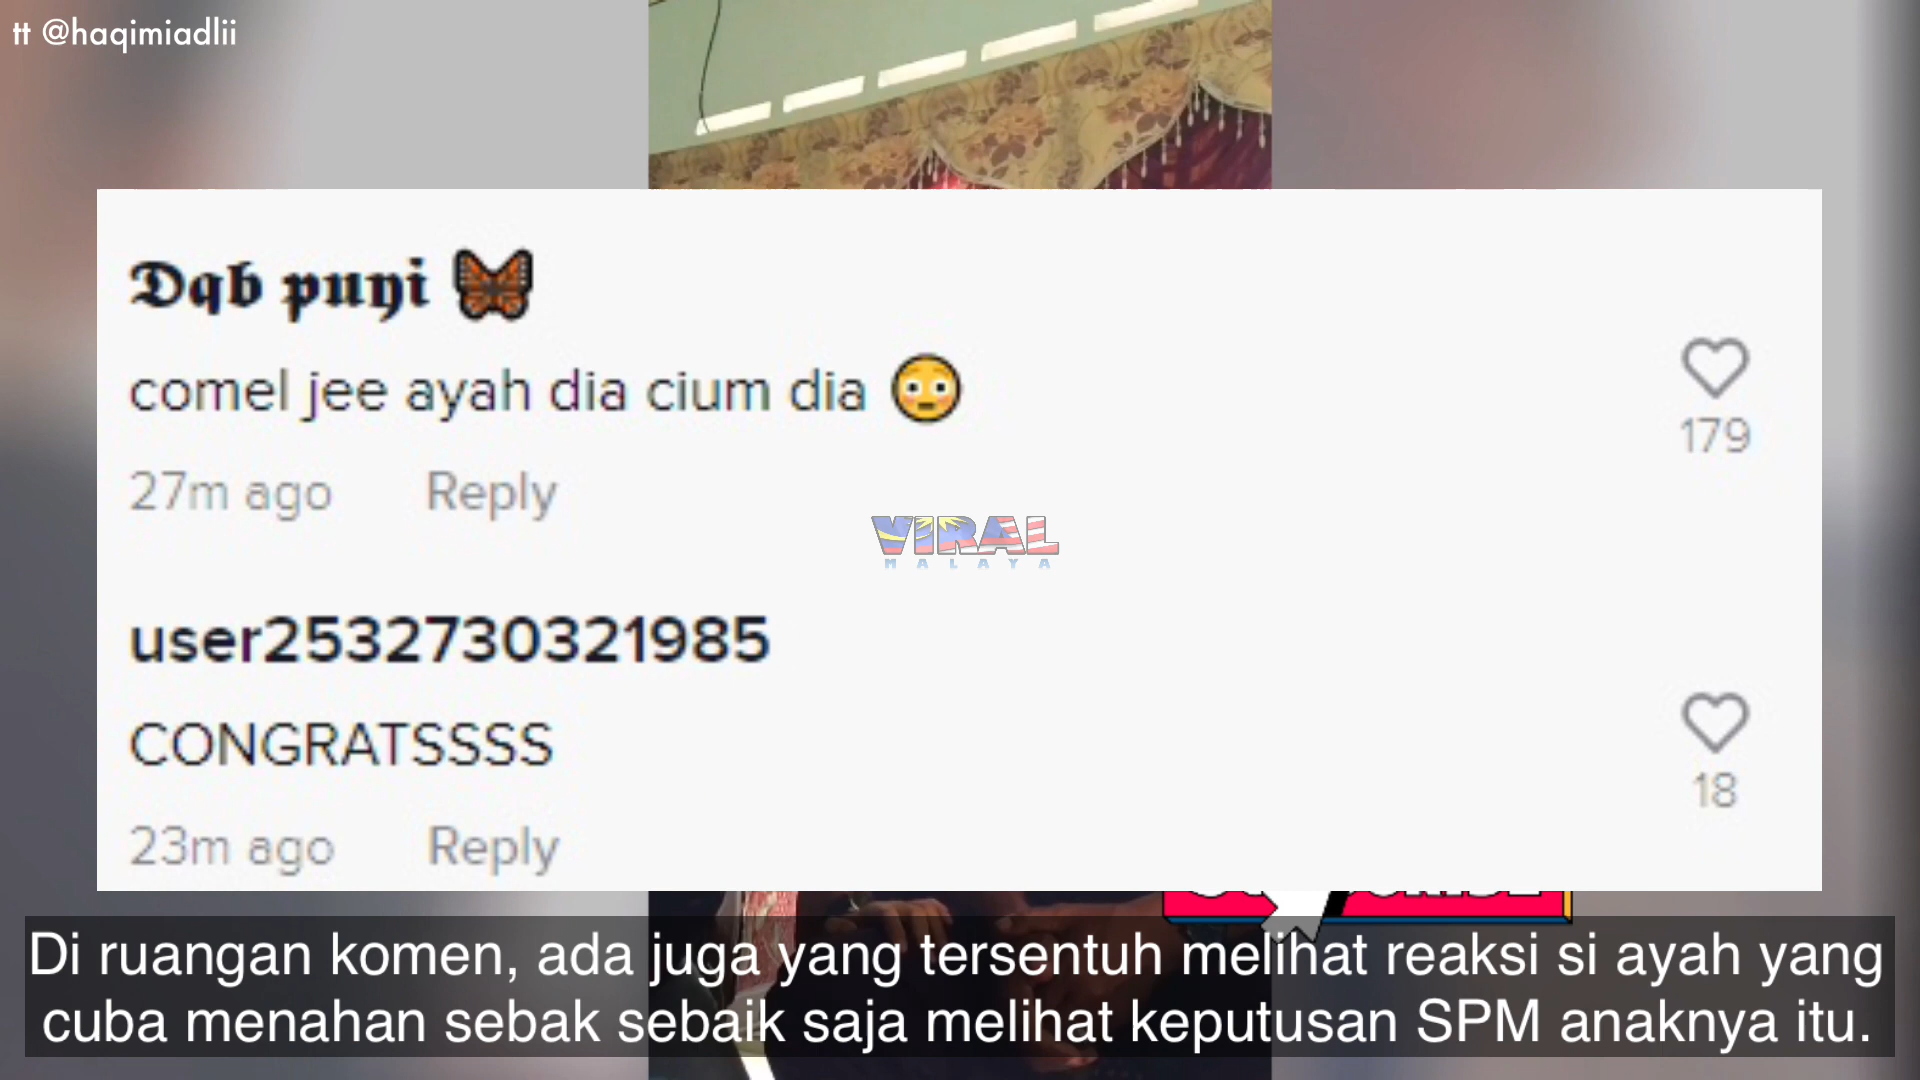 tt @haqimiadlii
𝕯𝖖𝖇 𝖕𝖚𝖞𝖎 🦋
comel jee ayah dia cium dia 😳
179
27m ago Reply
VIRAL
MALAYA
user2532730321985
CONGRATSSSS
18
23m ago Reply
Di ruangan komen, ada juga yang tersentuh melihat reaksi si ayah yang
cuba menahan sebak sebaik saja melihat keputusan SPM anaknya itu.